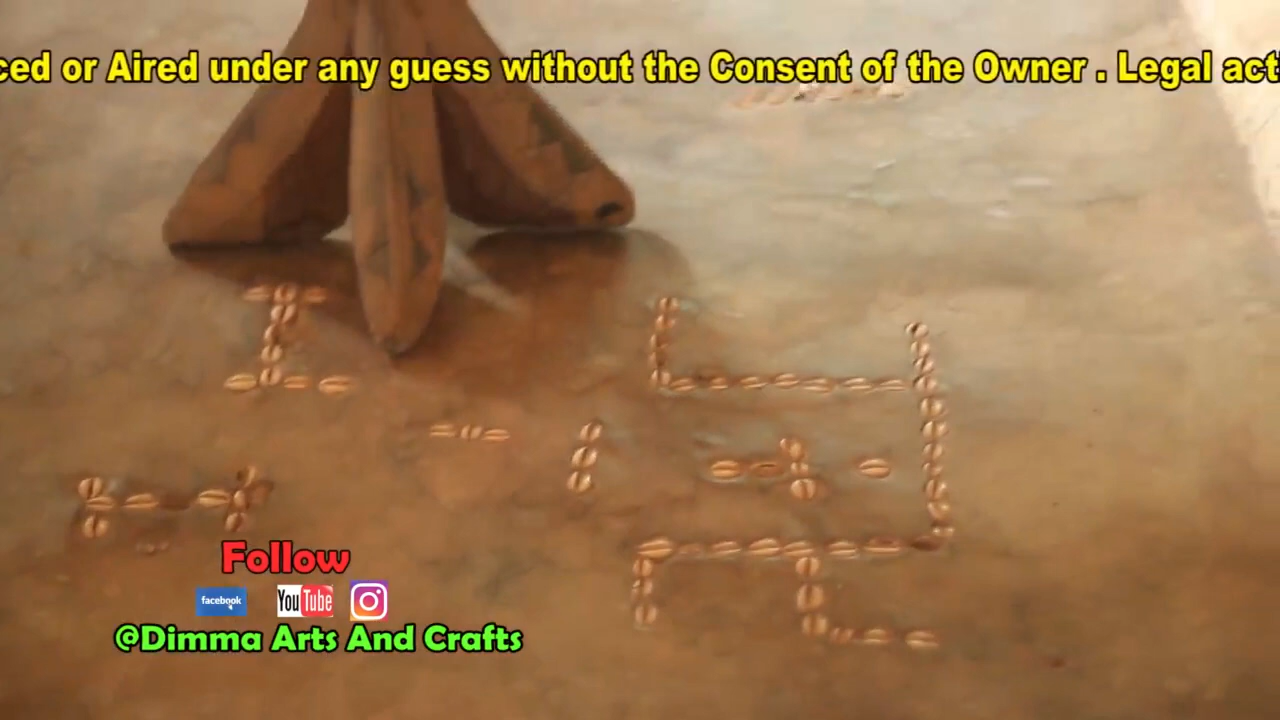 ced or Aired under any guess without the Consent of the Owner . Legal act
Follow
facebook
YouTube
@Dimma Arts And Crafts